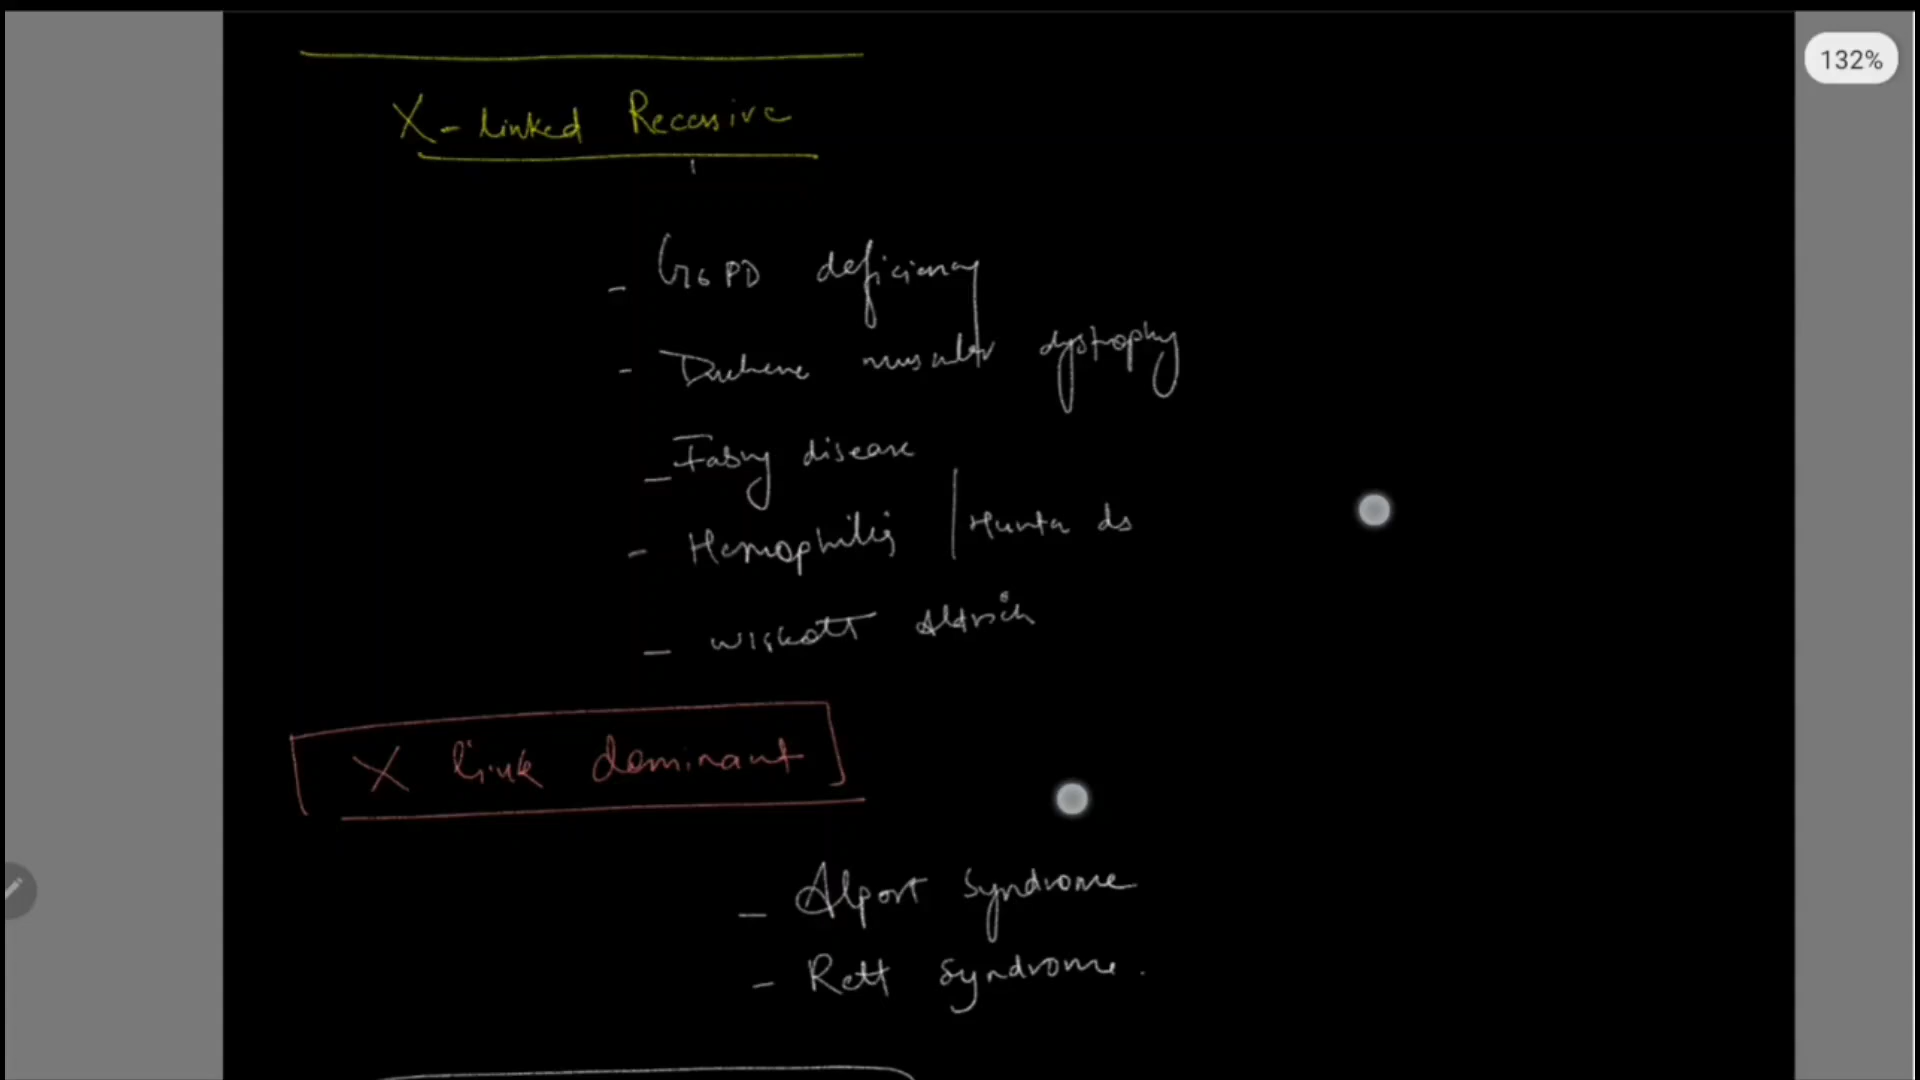 132%
X-linked Recessive
- G6PD deficiency
- Duchene muscular dystrophy
- Fabry disease
- Hemophilia | Hunter ds
- Wiskott Aldrich
X link dominant
- Alport Syndrome
- Rett Syndrome.